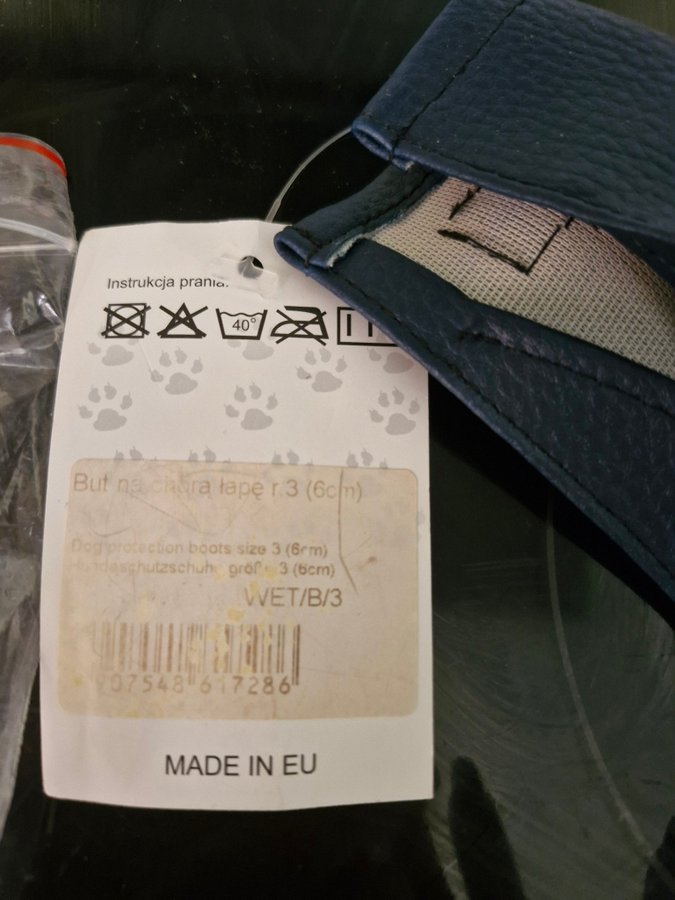 Instrukcja prania:
40°
But na chorą łapę r.3 (6cm)
Dog protection boots size 3 (6cm)
Hundeschutzschuhe größe 3 (6cm)
WET/B/3
907548 617286
MADE IN EU